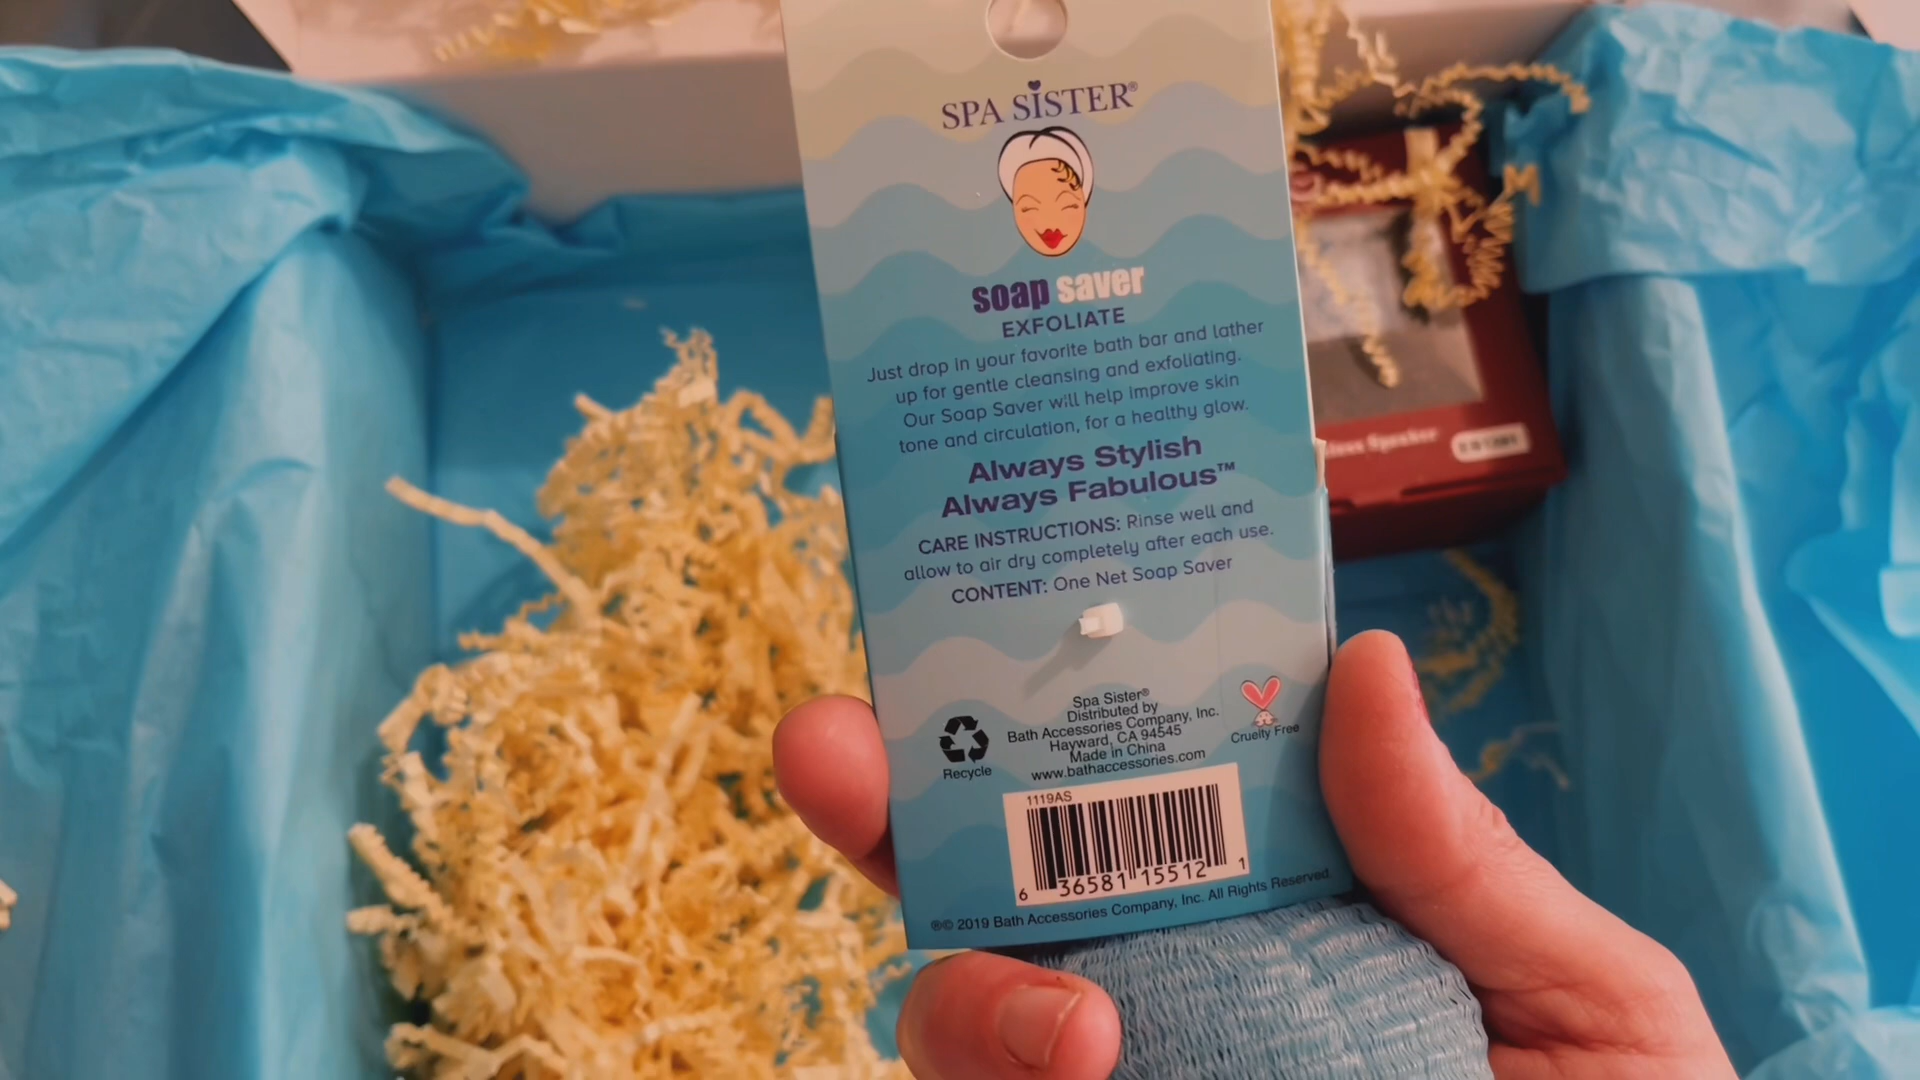 SPA SISTER®
soap saver
EXFOLIATE
Just drop in your favorite bath bar and lather
up for gentle cleansing and exfoliating.
Our Soap Saver will help improve skin
tone and circulation, for a healthy glow.
Always Stylish
Always Fabulous™
CARE INSTRUCTIONS: Rinse well and
allow to air dry completely after each use.
CONTENT: One Net Soap Saver
Spa Sister®
Distributed by
Bath Accessories Company, Inc.
Hayward, CA 94545
Made in China
www.bathaccessories.com
Recycle
Cruelty Free
1119AS
6 36581 15512 1
®© 2019 Bath Accessories Company, Inc. All Rights Reserved.
Speaker